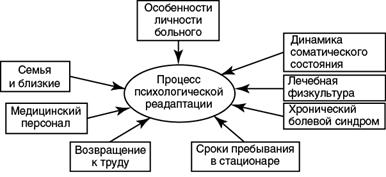 Особенности
личности
больного
Динамика
соматического
состояния
Семья
и близкие
Процесс
психологической
реадаптации
Лечебная
физкультура
Медицинский
персонал
Хронический
болевой синдром
Возвращение
к труду
Сроки пребывания
в стационаре